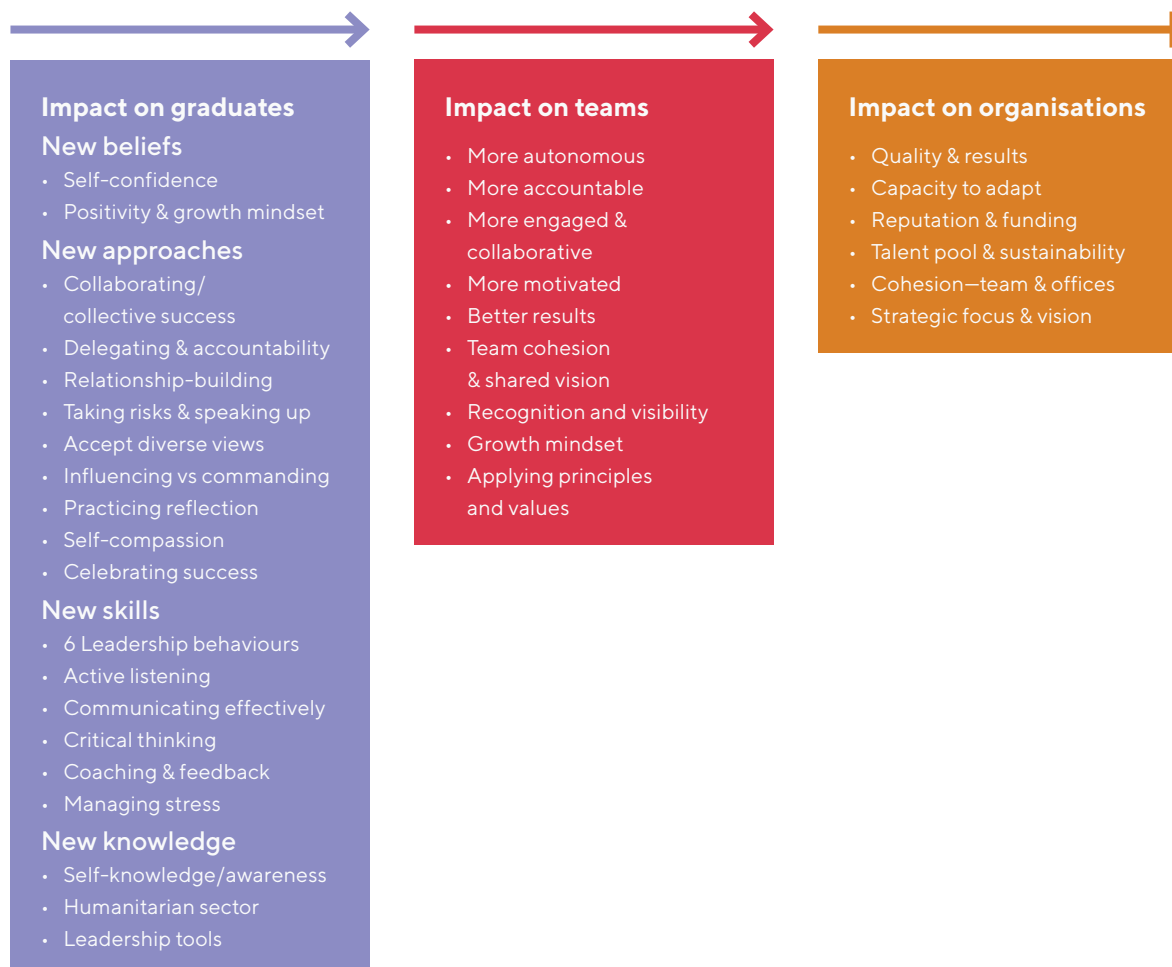 Impact on graduates
New beliefs
• Self-confidence
• Positivity & growth mindset
New approaches
• Collaborating/
collective success
• Delegating & accountability
• Relationship-building
• Taking risks & speaking up
• Accept diverse views
• Influencing vs commanding
• Practicing reflection
• Self-compassion
• Celebrating success
New skills
• 6 Leadership behaviours
• Active listening
• Communicating effectively
• Critical thinking
• Coaching & feedback
• Managing stress
New knowledge
• Self-knowledge/awareness
• Humanitarian sector
• Leadership tools
Impact on teams
• More autonomous
• More accountable
• More engaged &
collaborative
• More motivated
• Better results
• Team cohesion
& shared vision
• Recognition and visibility
• Growth mindset
• Applying principles
and values
Impact on organisations
• Quality & results
• Capacity to adapt
• Reputation & funding
• Talent pool & sustainability
• Cohesion—team & offices
• Strategic focus & vision